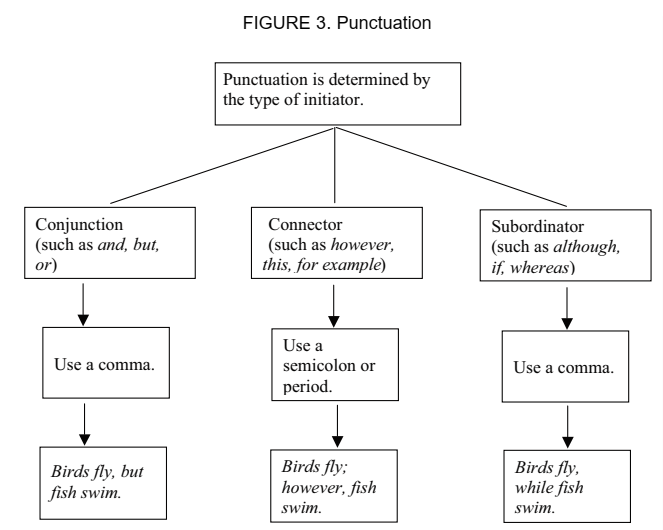 FIGURE 3. Punctuation
Punctuation is determined by
the type of initiator.
Conjunction
(such as and, but,
or)
Connector
(such as however,
this, for example)
Subordinator
(such as although,
if, whereas)
Use a comma.
Use a
semicolon or
period.
Use a comma.
Birds fly, but
fish swim.
Birds fly;
however, fish
swim.
Birds fly,
while fish
swim.